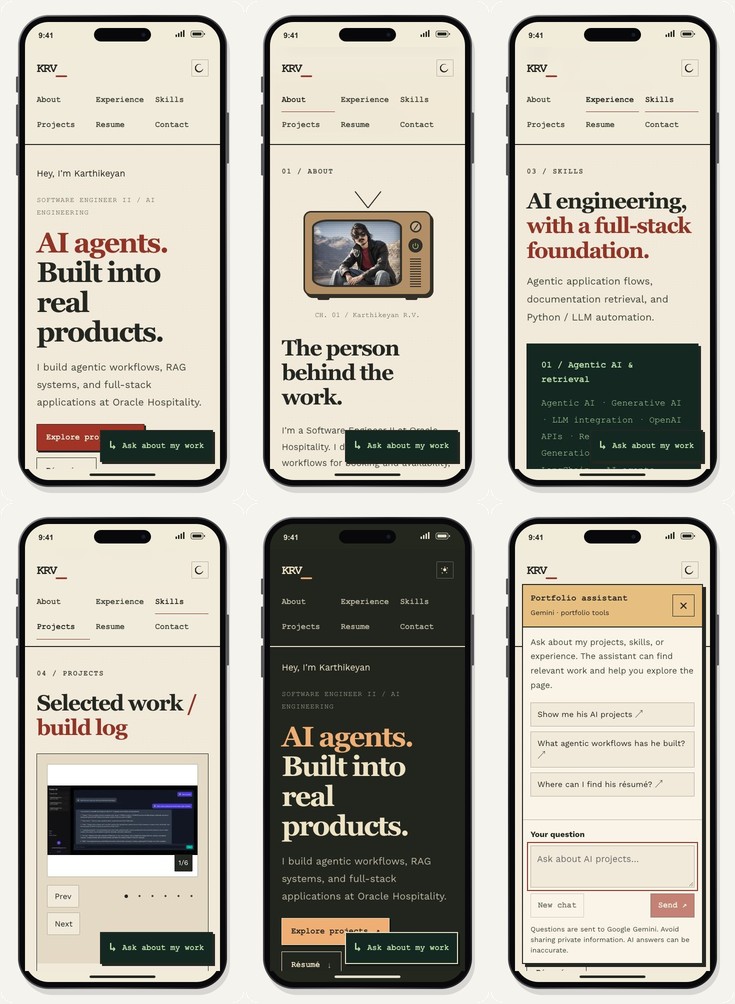 9:41
KRV_
About Experience Skills
Projects Resume Contact
Hey, I'm Karthikeyan
SOFTWARE ENGINEER II / AI
ENGINEERING
AI agents.
Built into
real
products.
I build agentic workflows, RAG
systems, and full-stack
applications at Oracle Hospitality.
Explore pro
↳ Ask about my work
9:41
KRV_
About Experience Skills
Projects Resume Contact
01 / ABOUT
CH. 01 / Karthikeyan R.V.
The person
behind the
work.
I'm a Software Engineer II at Oracle
Hospitality. I d
workflows for booking and availability,
↳ Ask about my work
9:41
KRV_
About Experience Skills
Projects Resume Contact
03 / SKILLS
AI engineering,
with a full-stack
foundation.
Agentic application flows,
documentation retrieval, and
Python / LLM automation.
01 / Agentic AI &
retrieval
Agentic AI · Generative AI
· LLM integration · OpenAI
APIs · Re
Generatio
↳ Ask about my work
9:41
KRV_
About Experience Skills
Projects Resume Contact
04 / PROJECTS
Selected work /
build log
1/6
Prev
Next
↳ Ask about my work
9:41
KRV_
About Experience Skills
Projects Resume Contact
Hey, I'm Karthikeyan
SOFTWARE ENGINEER II / AI
ENGINEERING
AI agents.
Built into
real
products.
I build agentic workflows, RAG
systems, and full-stack
applications at Oracle Hospitality.
Explore projects
Résumé ↓
↳ Ask about my work
9:41
KRV_
Portfolio assistant
Gemini · portfolio tools
×
Ask about my projects, skills, or
experience. The assistant can find
relevant work and help you explore the
page.
Show me his AI projects ↗
What agentic workflows has he built?
↗
Where can I find his résumé? ↗
Your question
Ask about AI projects…
New chat Send ↗
Questions are sent to Google Gemini. Avoid
sharing private information. AI answers can be
inaccurate.